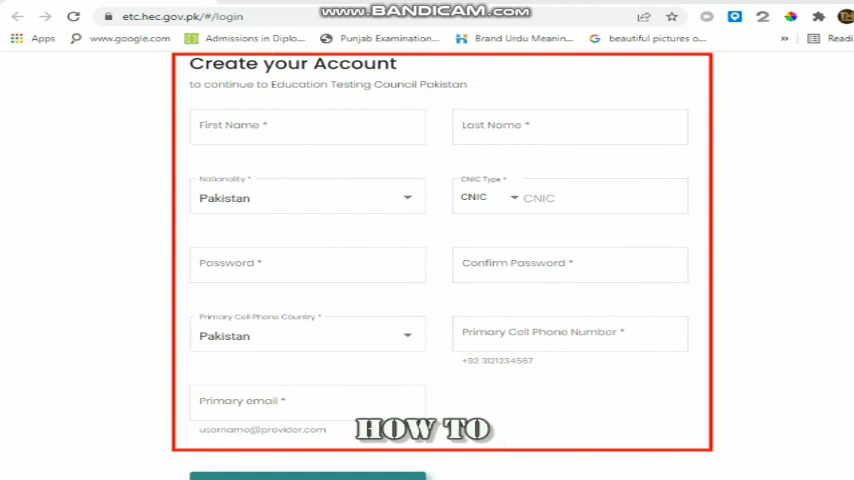 www.BANDICAM.com
etc.hec.gov.pk/#/login
Apps www.google.com Admissions in Diplo... Punjab Examination... Brand Urdu Meanin... beautiful pictures o... » Readi
Create your Account
to continue to Education Testing Council Pakistan
First Name * Last Name *
Nationality * CNIC Type *
Pakistan CNIC CNIC
Password * Confirm Password *
Primary Cell Phone Country *
Pakistan Primary Cell Phone Number *
+92 3121234567
Primary email *
username@provider.com
HOW TO